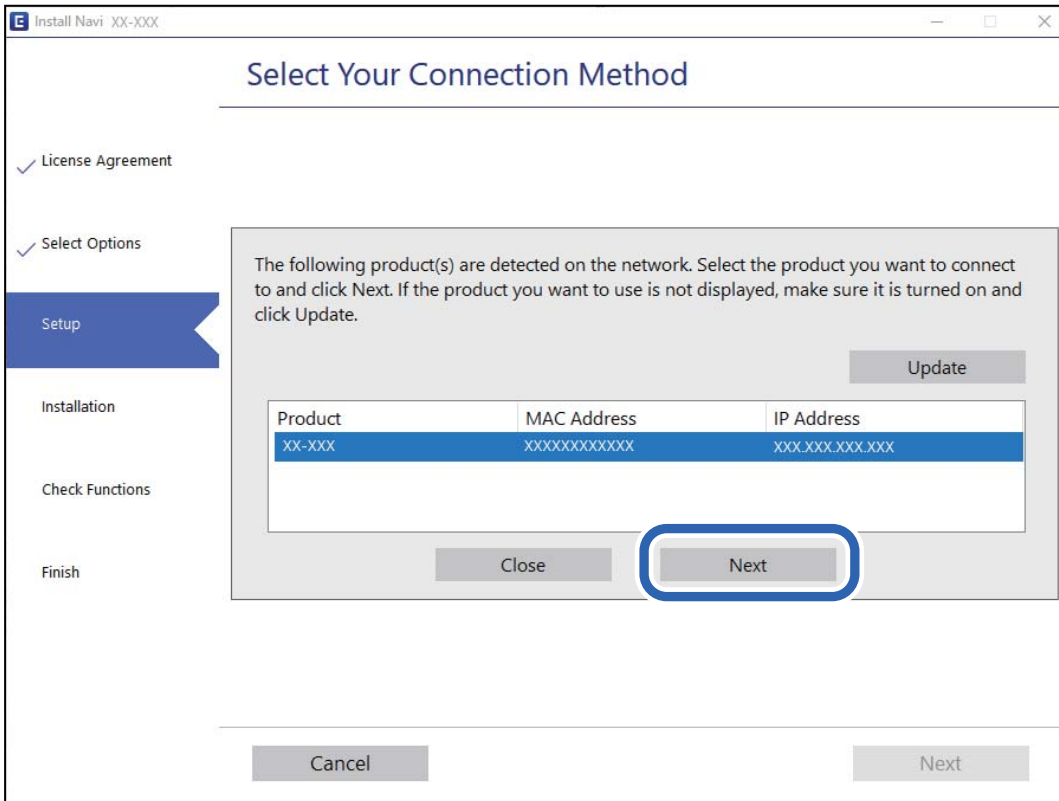 E Install Navi XX-XXX
Select Your Connection Method
License Agreement
Select Options
Setup
Installation
Check Functions
Finish
The following product(s) are detected on the network. Select the product you want to connect
to and click Next. If the product you want to use is not displayed, make sure it is turned on and
click Update.
Update
Product MAC Address IP Address
XX-XXX XXXXXXXXXXXX XXX.XXX.XXX.XXX
Close Next
Cancel Next